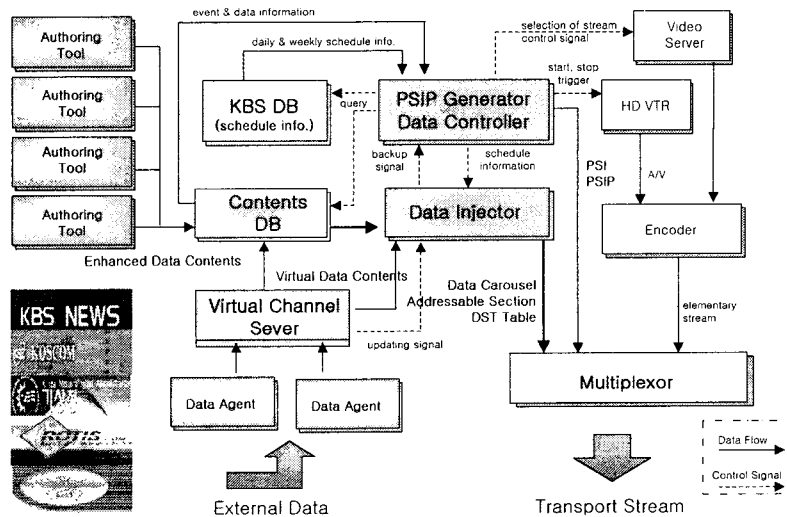 event & data information
daily & weekly schedule info.
selection of stream
control signal
Video
Server
Authoring
Tool
Authoring
Tool
Authoring
Tool
Authoring
Tool
KBS DB
(schedule info.)
query
PSIP Generator
Data Controller
start, stop
trigger
HD VTR
backup
signal
schedule
information
PSI
PSIP
A/V
Contents
DB
Data Injector
Encoder
Enhanced Data Contents
Virtual Data Contents
Virtual Channel
Sever
updating signal
Data Carousel
Addressable Section
DST Table
elementary
stream
KBS NEWS
KOSCOM
ROTIS
Data Agent
Data Agent
Multiplexor
Data Flow
Control Signal
External Data
Transport Stream